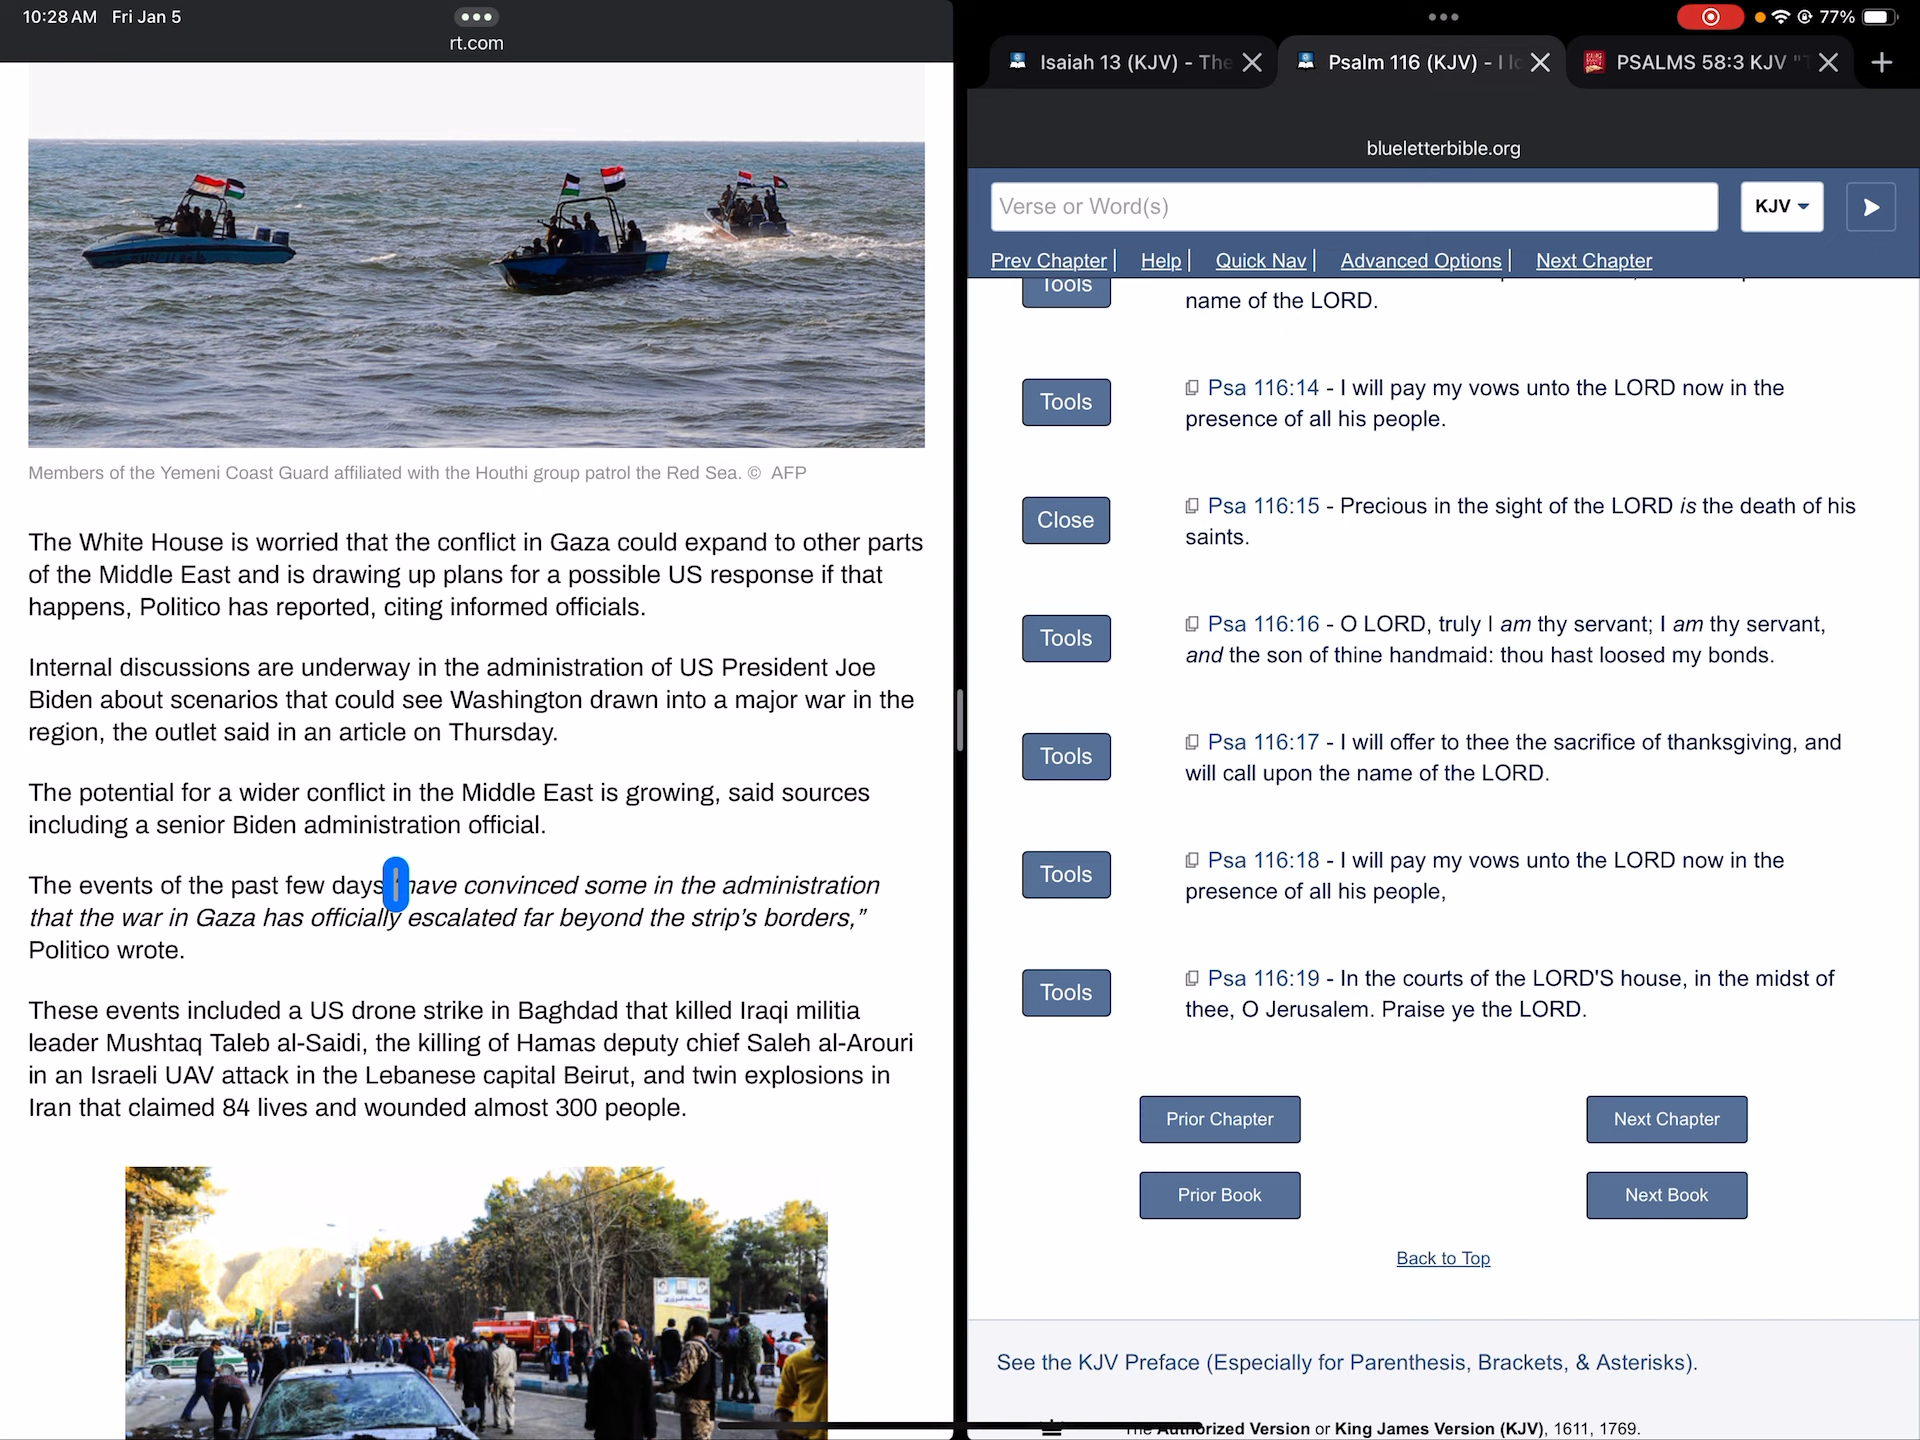 10:28 AM Fri Jan 5
rt.com
77%
Members of the Yemeni Coast Guard affiliated with the Houthi group patrol the Red Sea. © AFP
The White House is worried that the conflict in Gaza could expand to other parts
of the Middle East and is drawing up plans for a possible US response if that
happens, Politico has reported, citing informed officials.
Internal discussions are underway in the administration of US President Joe
Biden about scenarios that could see Washington drawn into a major war in the
region, the outlet said in an article on Thursday.
The potential for a wider conflict in the Middle East is growing, said sources
including a senior Biden administration official.
The events of the past few days have convinced some in the administration
that the war in Gaza has officially escalated far beyond the strip's borders,”
Politico wrote.
These events included a US drone strike in Baghdad that killed Iraqi militia
leader Mushtaq Taleb al-Saidi, the killing of Hamas deputy chief Saleh al-Arouri
in an Israeli UAV attack in the Lebanese capital Beirut, and twin explosions in
Iran that claimed 84 lives and wounded almost 300 people.
Isaiah 13 (KJV) - The
Psalm 116 (KJV) - I lo
PSALMS 58:3 KJV "T
blueletterbible.org
Verse or Word(s)
KJV
Prev Chapter | Help | Quick Nav | Advanced Options | Next Chapter
Tools
name of the LORD.
Tools
Psa 116:14 - I will pay my vows unto the LORD now in the
presence of all his people.
Close
Psa 116:15 - Precious in the sight of the LORD is the death of his
saints.
Tools
Psa 116:16 - O LORD, truly I am thy servant; I am thy servant,
and the son of thine handmaid: thou hast loosed my bonds.
Tools
Psa 116:17 - I will offer to thee the sacrifice of thanksgiving, and
will call upon the name of the LORD.
Tools
Psa 116:18 - I will pay my vows unto the LORD now in the
presence of all his people,
Tools
Psa 116:19 - In the courts of the LORD'S house, in the midst of
thee, O Jerusalem. Praise ye the LORD.
Prior Chapter
Next Chapter
Prior Book
Next Book
Back to Top
See the KJV Preface (Especially for Parenthesis, Brackets, & Asterisks).
The Authorized Version or King James Version (KJV), 1611, 1769.